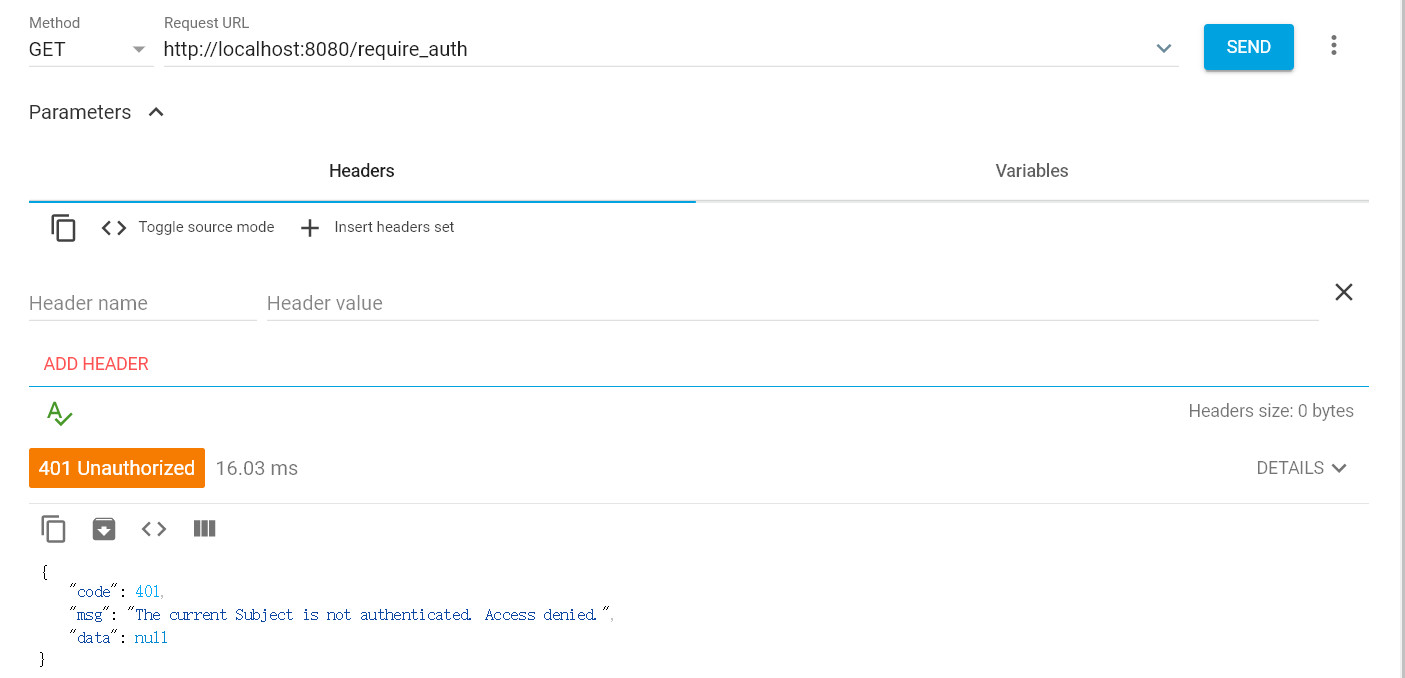 Method
Request URL
GET
http://localhost:8080/require_auth
SEND
Parameters
Headers
Variables
Toggle source mode
Insert headers set
Header name
Header value
ADD HEADER
Headers size: 0 bytes
401 Unauthorized
16.03 ms
DETAILS
{
"code": 401,
"msg": "The current Subject is not authenticated. Access denied.",
"data": null
}